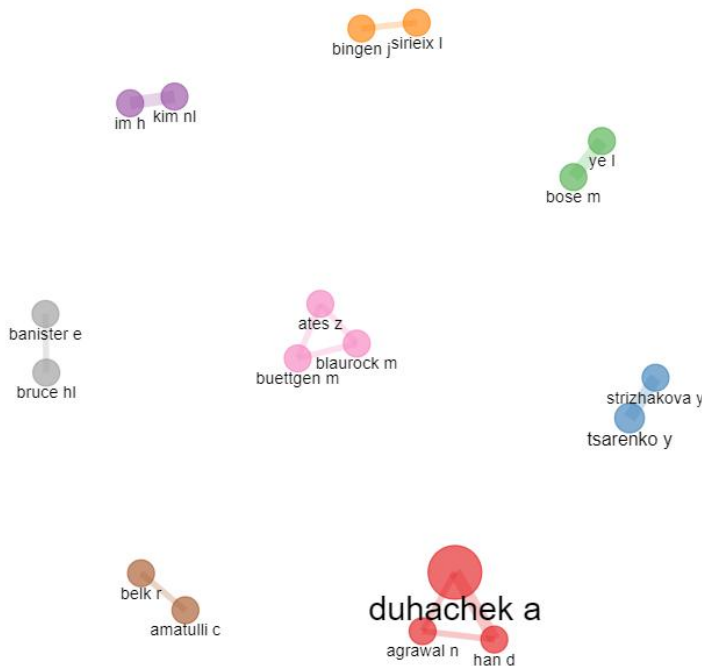 bingen j
sirieix l
im h
kim nl
ye l
bose m
banister e
bruce hl
ates z
blaurock m
buettgen m
strizhakova y
tsarenko y
belk r
amatulli c
duhachek a
agrawal n
han d